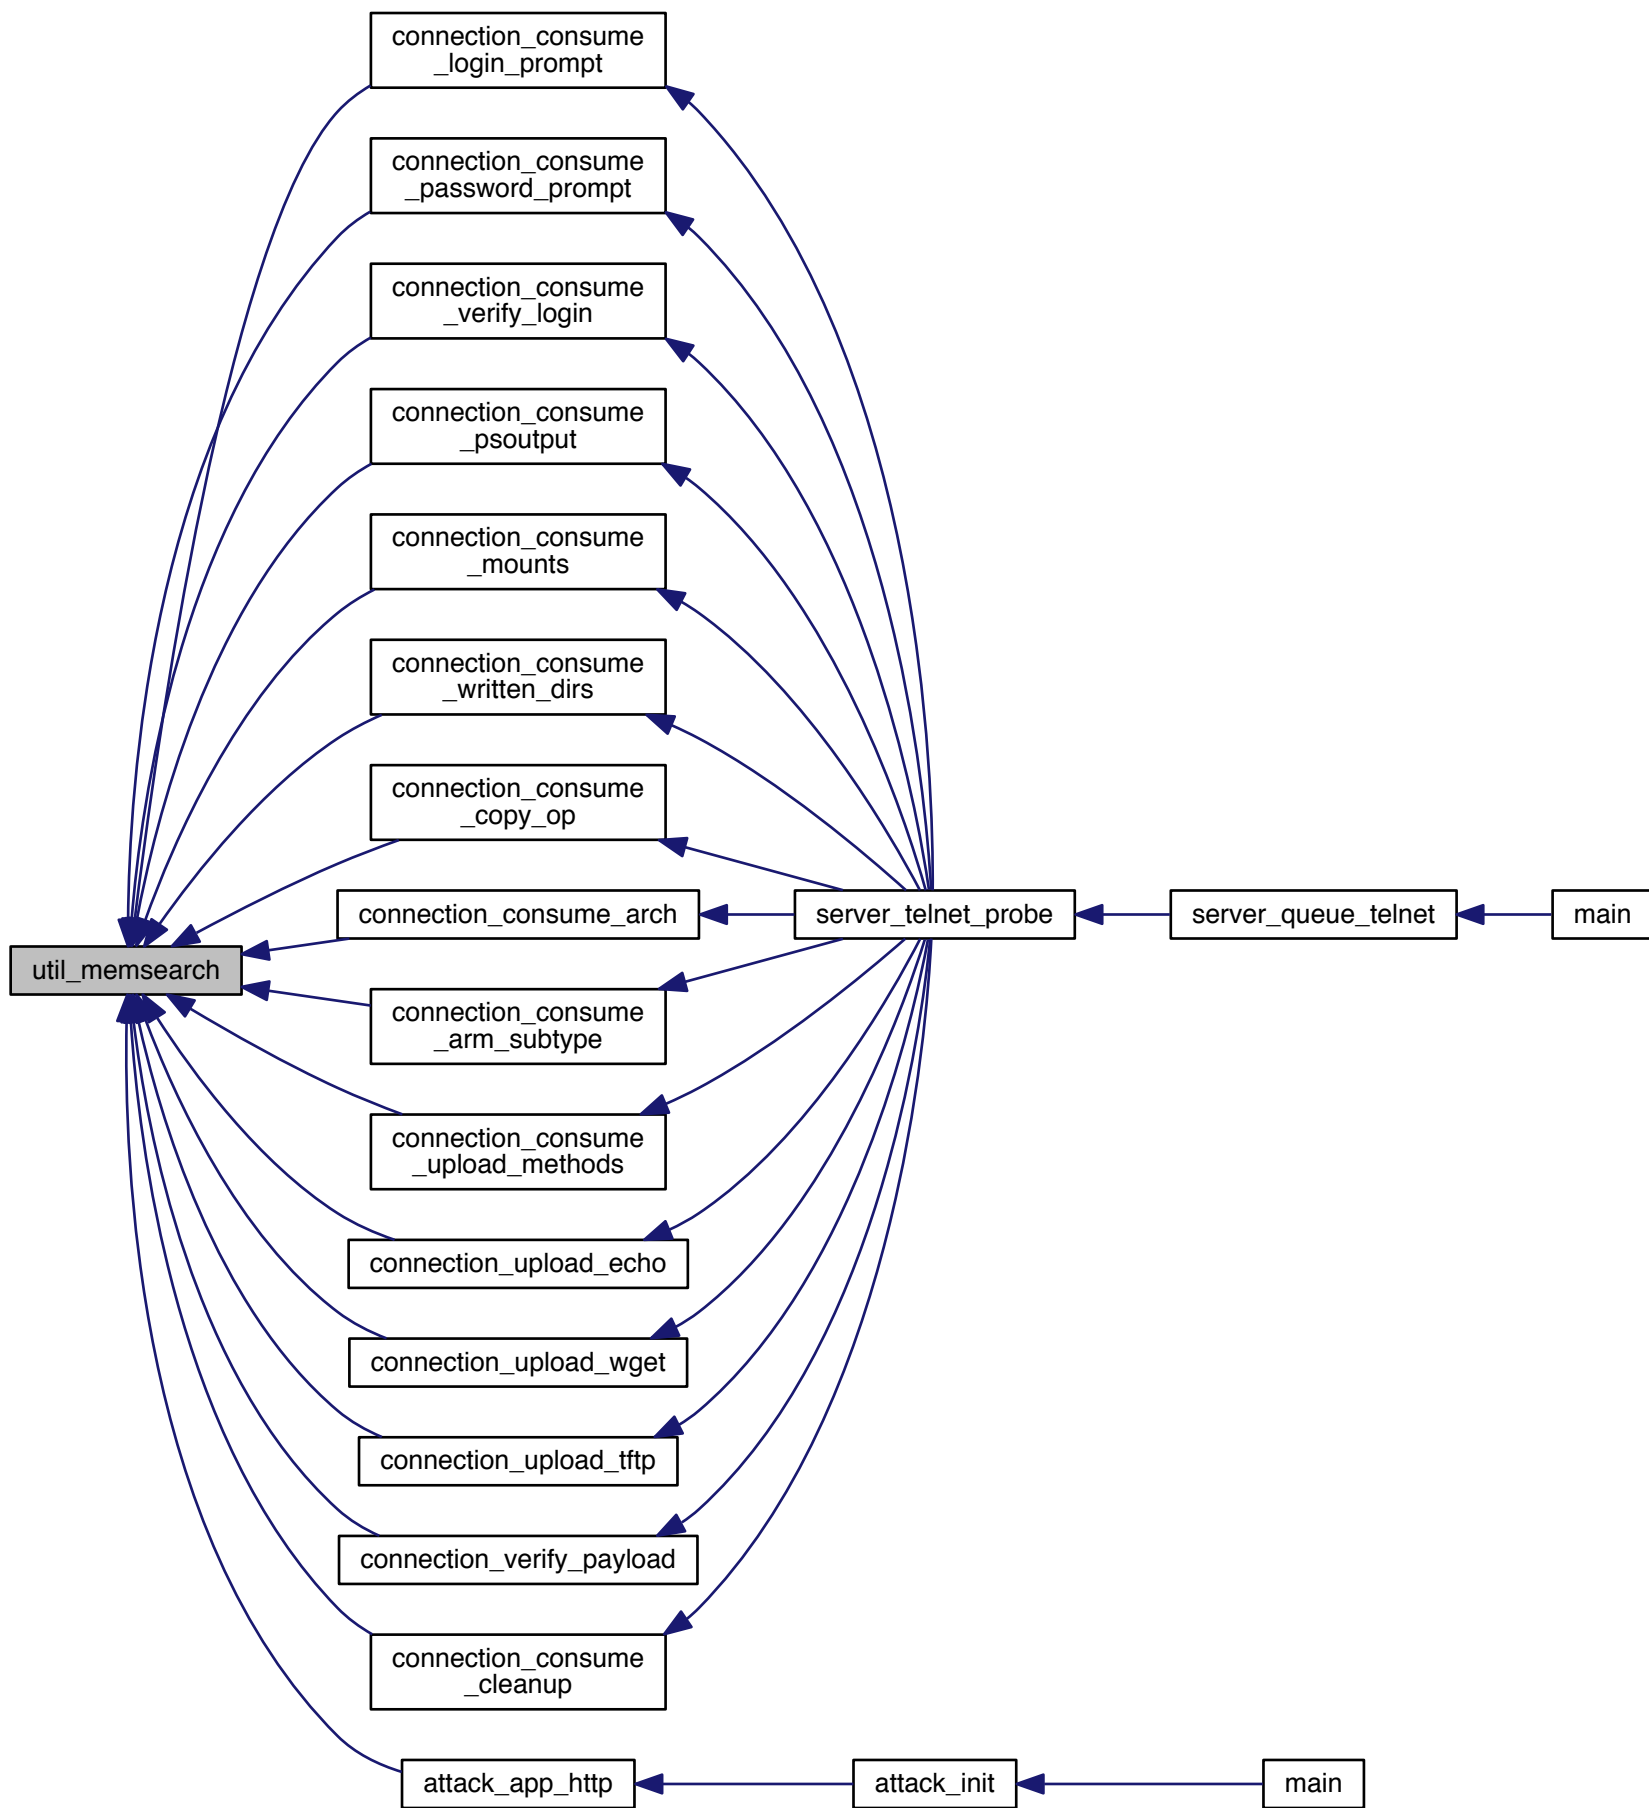 connection_consume
_login_prompt
connection_consume
_password_prompt
connection_consume
_verify_login
connection_consume
_psoutput
connection_consume
_mounts
connection_consume
_written_dirs
connection_consume
_copy_op
connection_consume_arch
server_telnet_probe
server_queue_telnet
main
util_memsearch
connection_consume
_arm_subtype
connection_consume
_upload_methods
connection_upload_echo
connection_upload_wget
connection_upload_tftp
connection_verify_payload
connection_consume
_cleanup
attack_app_http
attack_init
main